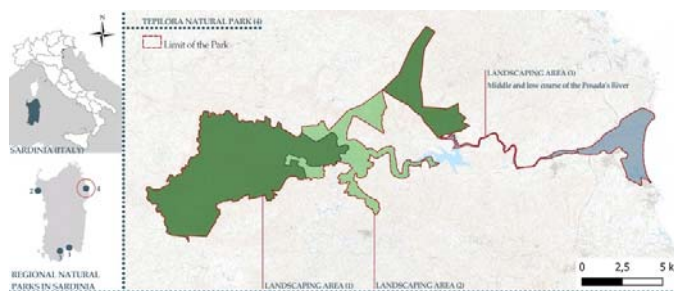 TEPILORA NATURAL PARK (4)
Limit of the Park
N
LANDSCAPING AREA (3)
Middle and low course of the Posada's River
SARDINIA (ITALY)
2
4
3
1
REGIONAL NATURAL
PARKS IN SARDINIA
LANDSCAPING AREA (1)
LANDSCAPING AREA (2)
0 2,5 5 k